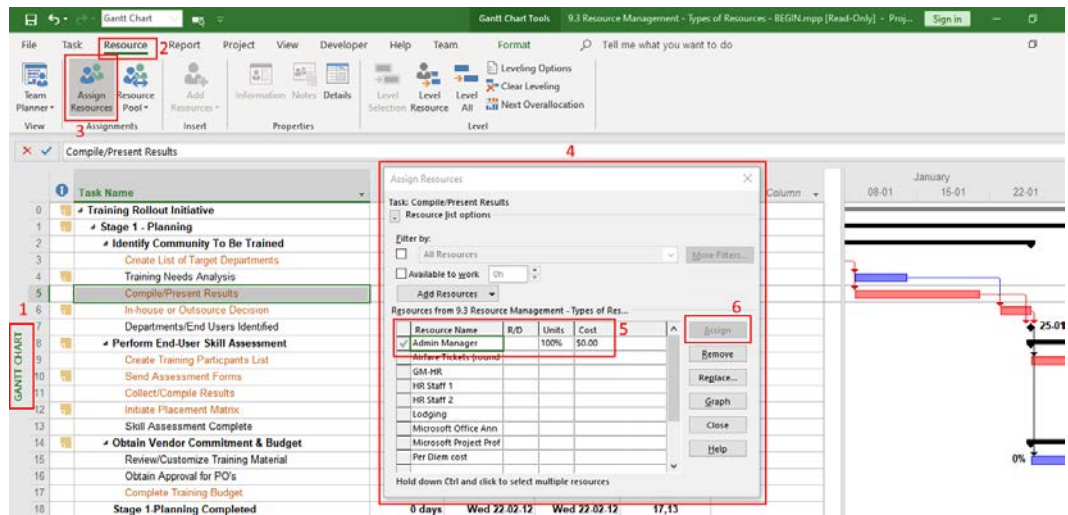 Gantt Chart
Gantt Chart Tools
9.3 Resource Management - Types of Resources - BEGIN.mpp [Read-Only] - Proj...
Sign in
File Task Resource 2 Report Project View Developer Help Team Format Tell me what you want to do
Team Planner
Assign Resources
Resource Pool
Add Resources
Information
Notes
Details
Level Selection
Level Resource
Level All
Leveling Options
Clear Leveling
Next Overallocation
View 3 Assignments Insert Properties Level
Compile/Present Results
4
Task Name
Column
January
08-01 15-01 22-01
0 Training Rollout Initiative
1 Stage 1 - Planning
2 Identify Community To Be Trained
3 Create List of Target Departments
4 Training Needs Analysis
5 Compile/Present Results
1
6 In-house or Outsource Decision
7 Departments/End Users Identified
8 Perform End-User Skill Assessment
9 Create Training Particpants List
10 Send Assessment Forms
11 Collect/Compile Results
12 Initiate Placement Matrix
13 Skill Assessment Complete
14 Obtain Vendor Commitment & Budget
15 Review/Customize Training Material
16 Obtain Approval for PO's
17 Complete Training Budget
18 Stage 1-Planning Completed 0 days Wed 22-02-12 Wed 22-02-12 17,13
GANTT CHART
Assign Resources
Task: Compile/Present Results
Resource list options
Filter by:
All Resources
More Filters...
Available to work 0h
Add Resources
Resources from 9.3 Resource Management - Types of Res...
5
6
Resource Name R/D Units Cost
Admin Manager 100% $0.00
Airfare Tickets (round
GM-HR
HR Staff 1
HR Staff 2
Lodging
Microsoft Office Ann
Microsoft Project Prof
Per Diem cost
Assign
Remove
Replace...
Graph
Close
Help
Hold down Ctrl and click to select multiple resources
25-01
0%